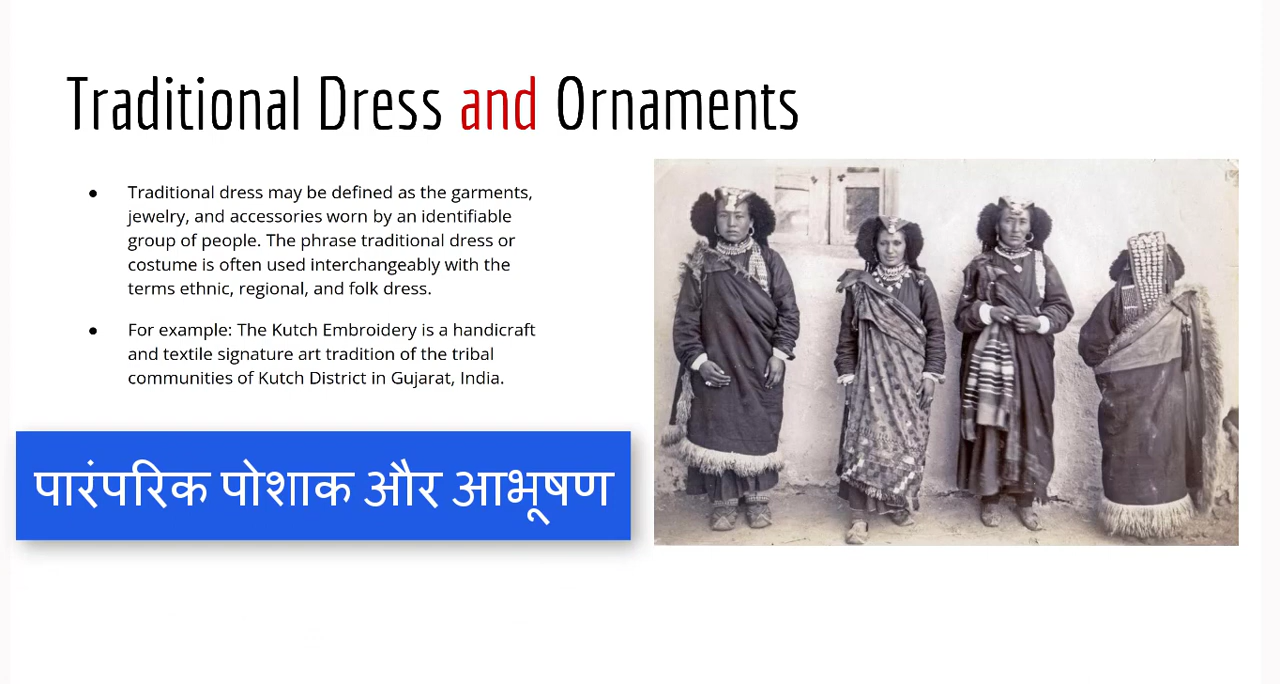 Traditional Dress and Ornaments
● Traditional dress may be defined as the garments,
jewelry, and accessories worn by an identifiable
group of people. The phrase traditional dress or
costume is often used interchangeably with the
terms ethnic, regional, and folk dress.
● For example: The Kutch Embroidery is a handicraft
and textile signature art tradition of the tribal
communities of Kutch District in Gujarat, India.
पारंपरिक पोशाक और आभूषण